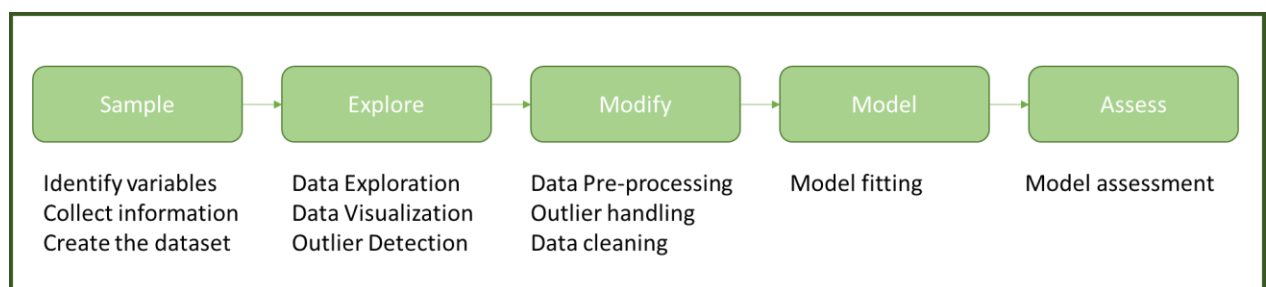 Sample
Explore
Modify
Model
Assess
Identify variables
Collect information
Create the dataset
Data Exploration
Data Visualization
Outlier Detection
Data Pre-processing
Outlier handling
Data cleaning
Model fitting
Model assessment